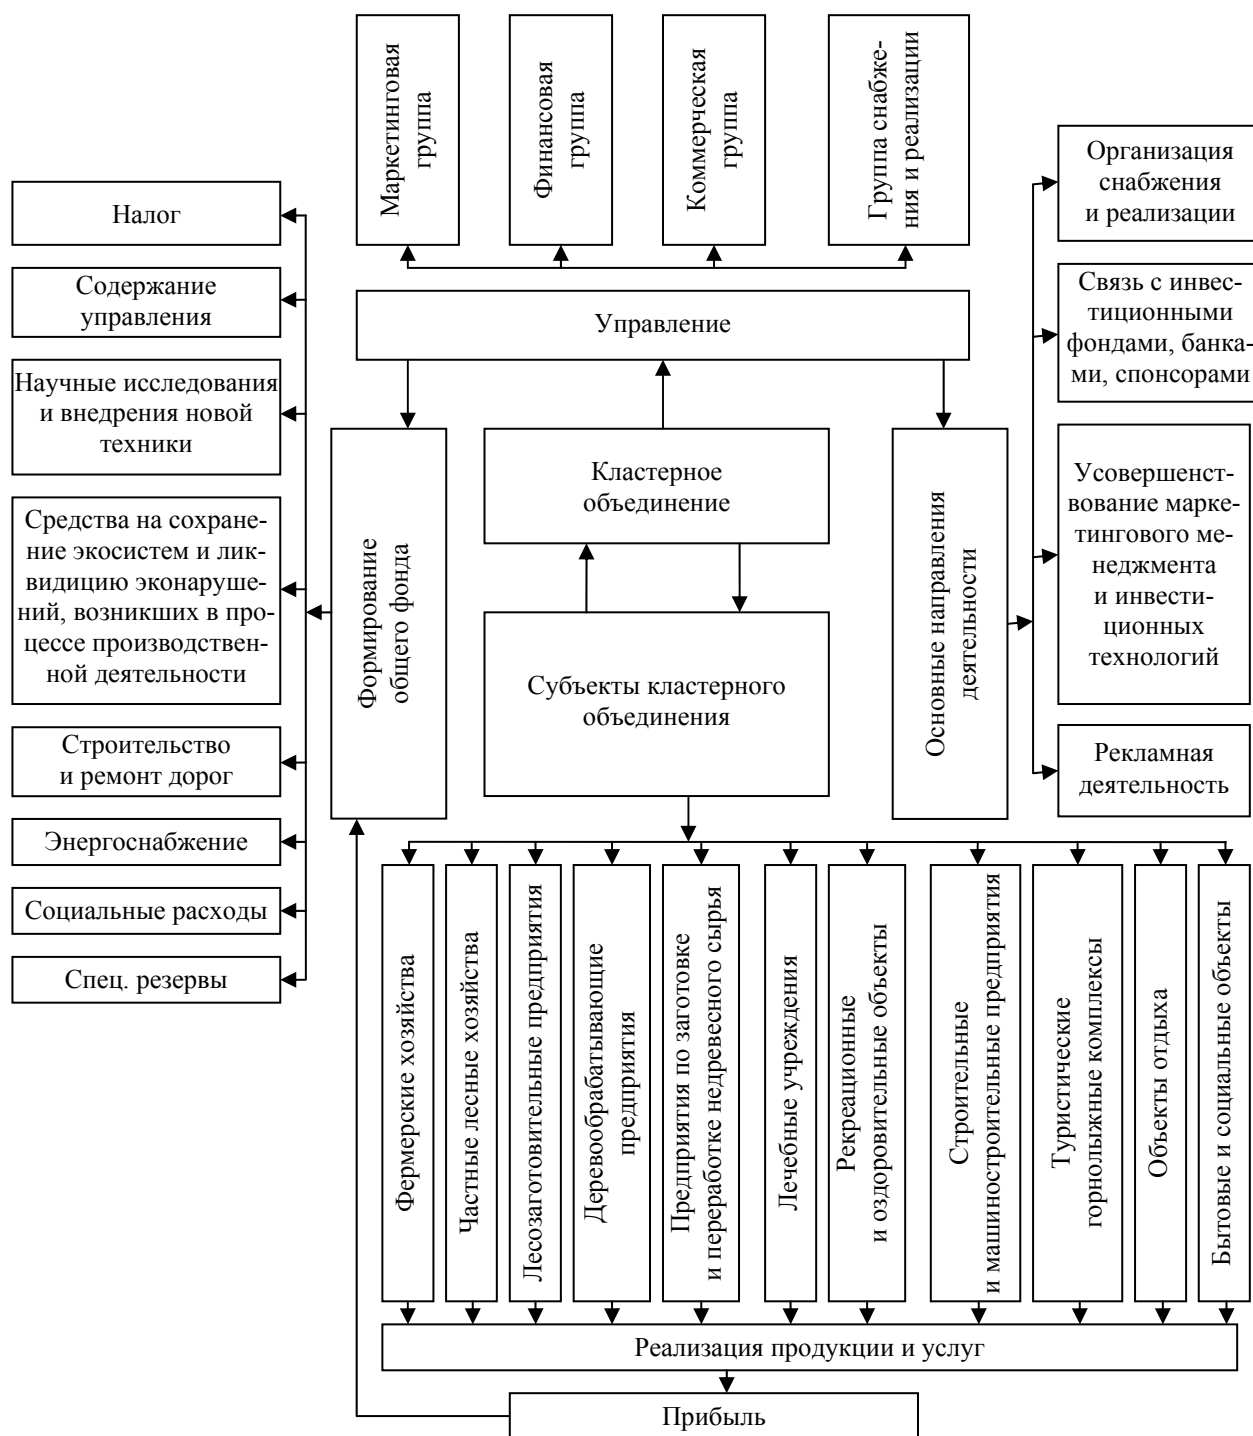 Маркетинговая
группа
Финансовая
группа
Коммерческая
группа
Группа снабже-
ния и реализации
Организация
снабжения
и реализации
Связь с инвес-
тиционными
фондами, банка-
ми, спонсорами
Усовершенст-
вование марке-
тингового ме-
неджмента
и инвести-
ционных
технологий
Рекламная
деятельность
Управление
Налог
Содержание
управления
Научные исследования
и внедрения новой
техники
Средства на сохране-
ние экосистем и лик-
видицию эконаруше-
ний, возникших в про-
цессе производствен-
ной деятельности
Строительство
и ремонт дорог
Энергоснабжение
Социальные расходы
Спец. резервы
Формирование
общего фонда
Кластерное
объединение
Субъекты кластерного
объединения
Основные направления
деятельности
Фермерские хозяйства
Частные лесные хозяйства
Лесозаготовительные предприятия
Деревообрабатывающие
предприятия
Предприятия по заготовке
и переработке недревесного сырья
Лечебные учреждения
Рекреационные
и оздоровительные объекты
Строительные
и машиностроительные предприятия
Туристические
горнолыжные комплексы
Объекты отдыха
Бытовые и социальные объекты
Реализация продукции и услуг
Прибыль